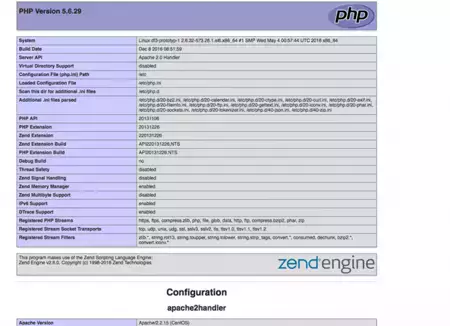 PHP Version 5.6.29
php
System Linux 2.6.32-573.26.1.el6.x86_64 #1 SMP Wed May 4 00:57:44 UTC 2016 x86_64
Build Date Dec 8 2016
Server API Apache 2.0 Handler
Virtual Directory Support disabled
Configuration File (php.ini) Path /etc
Loaded Configuration File /etc/php.ini
Scan this dir for additional .ini files /etc/php.d
Additional .ini files parsed
PHP API 20131106
PHP Extension 20131226
Zend Extension 220131226
Zend Extension Build API220131226,NTS
PHP Extension Build API20131226,NTS
Debug Build no
Thread Safety disabled
Zend Signal Handling disabled
Zend Memory Manager enabled
Zend Multibyte Support disabled
IPv6 Support enabled
DTrace Support enabled
Registered PHP Streams https, ftps, compress.zlib, php, file, glob, data, http, ftp, compress.bzip2, phar, zip
Registered Stream Socket Transports tcp, udp, unix, udg, ssl, sslv3, tls, tlsv1.0, tlsv1.1, tlsv1.2
Registered Stream Filters zlib.*, string.rot13, string.toupper, string.tolower, string.strip_tags, convert.*, consumed, dechunk, bzip2.*,
convert.iconv.*
This program makes use of the Zend Scripting Language Engine:
Zend Engine v2.6.0, Copyright (c) 1998-2016 Zend Technologies
zend engine
Configuration
apache2handler
Apache Version Apache/2.2.15 (CentOS)